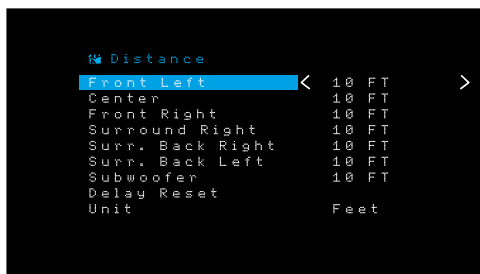 Distance
Front Left < 10 FT >
Center 10 FT
Front Right 10 FT
Surround Right 10 FT
Surr. Back Right 10 FT
Surr. Back Left 10 FT
Subwoofer 10 FT
Delay Reset
Unit Feet